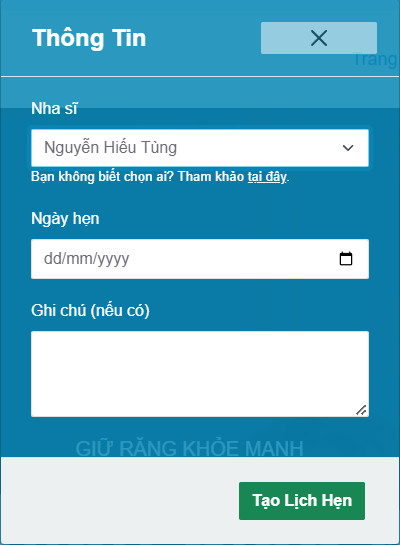 Thông Tin
Trang
Nha sĩ
Nguyễn Hiếu Tùng
Bạn không biết chọn ai? Tham khảo tại đây.
Ngày hẹn
dd/mm/yyyy
Ghi chú (nếu có)
GIỮ RĂNG KHỎE MẠNH
Tạo Lịch Hẹn